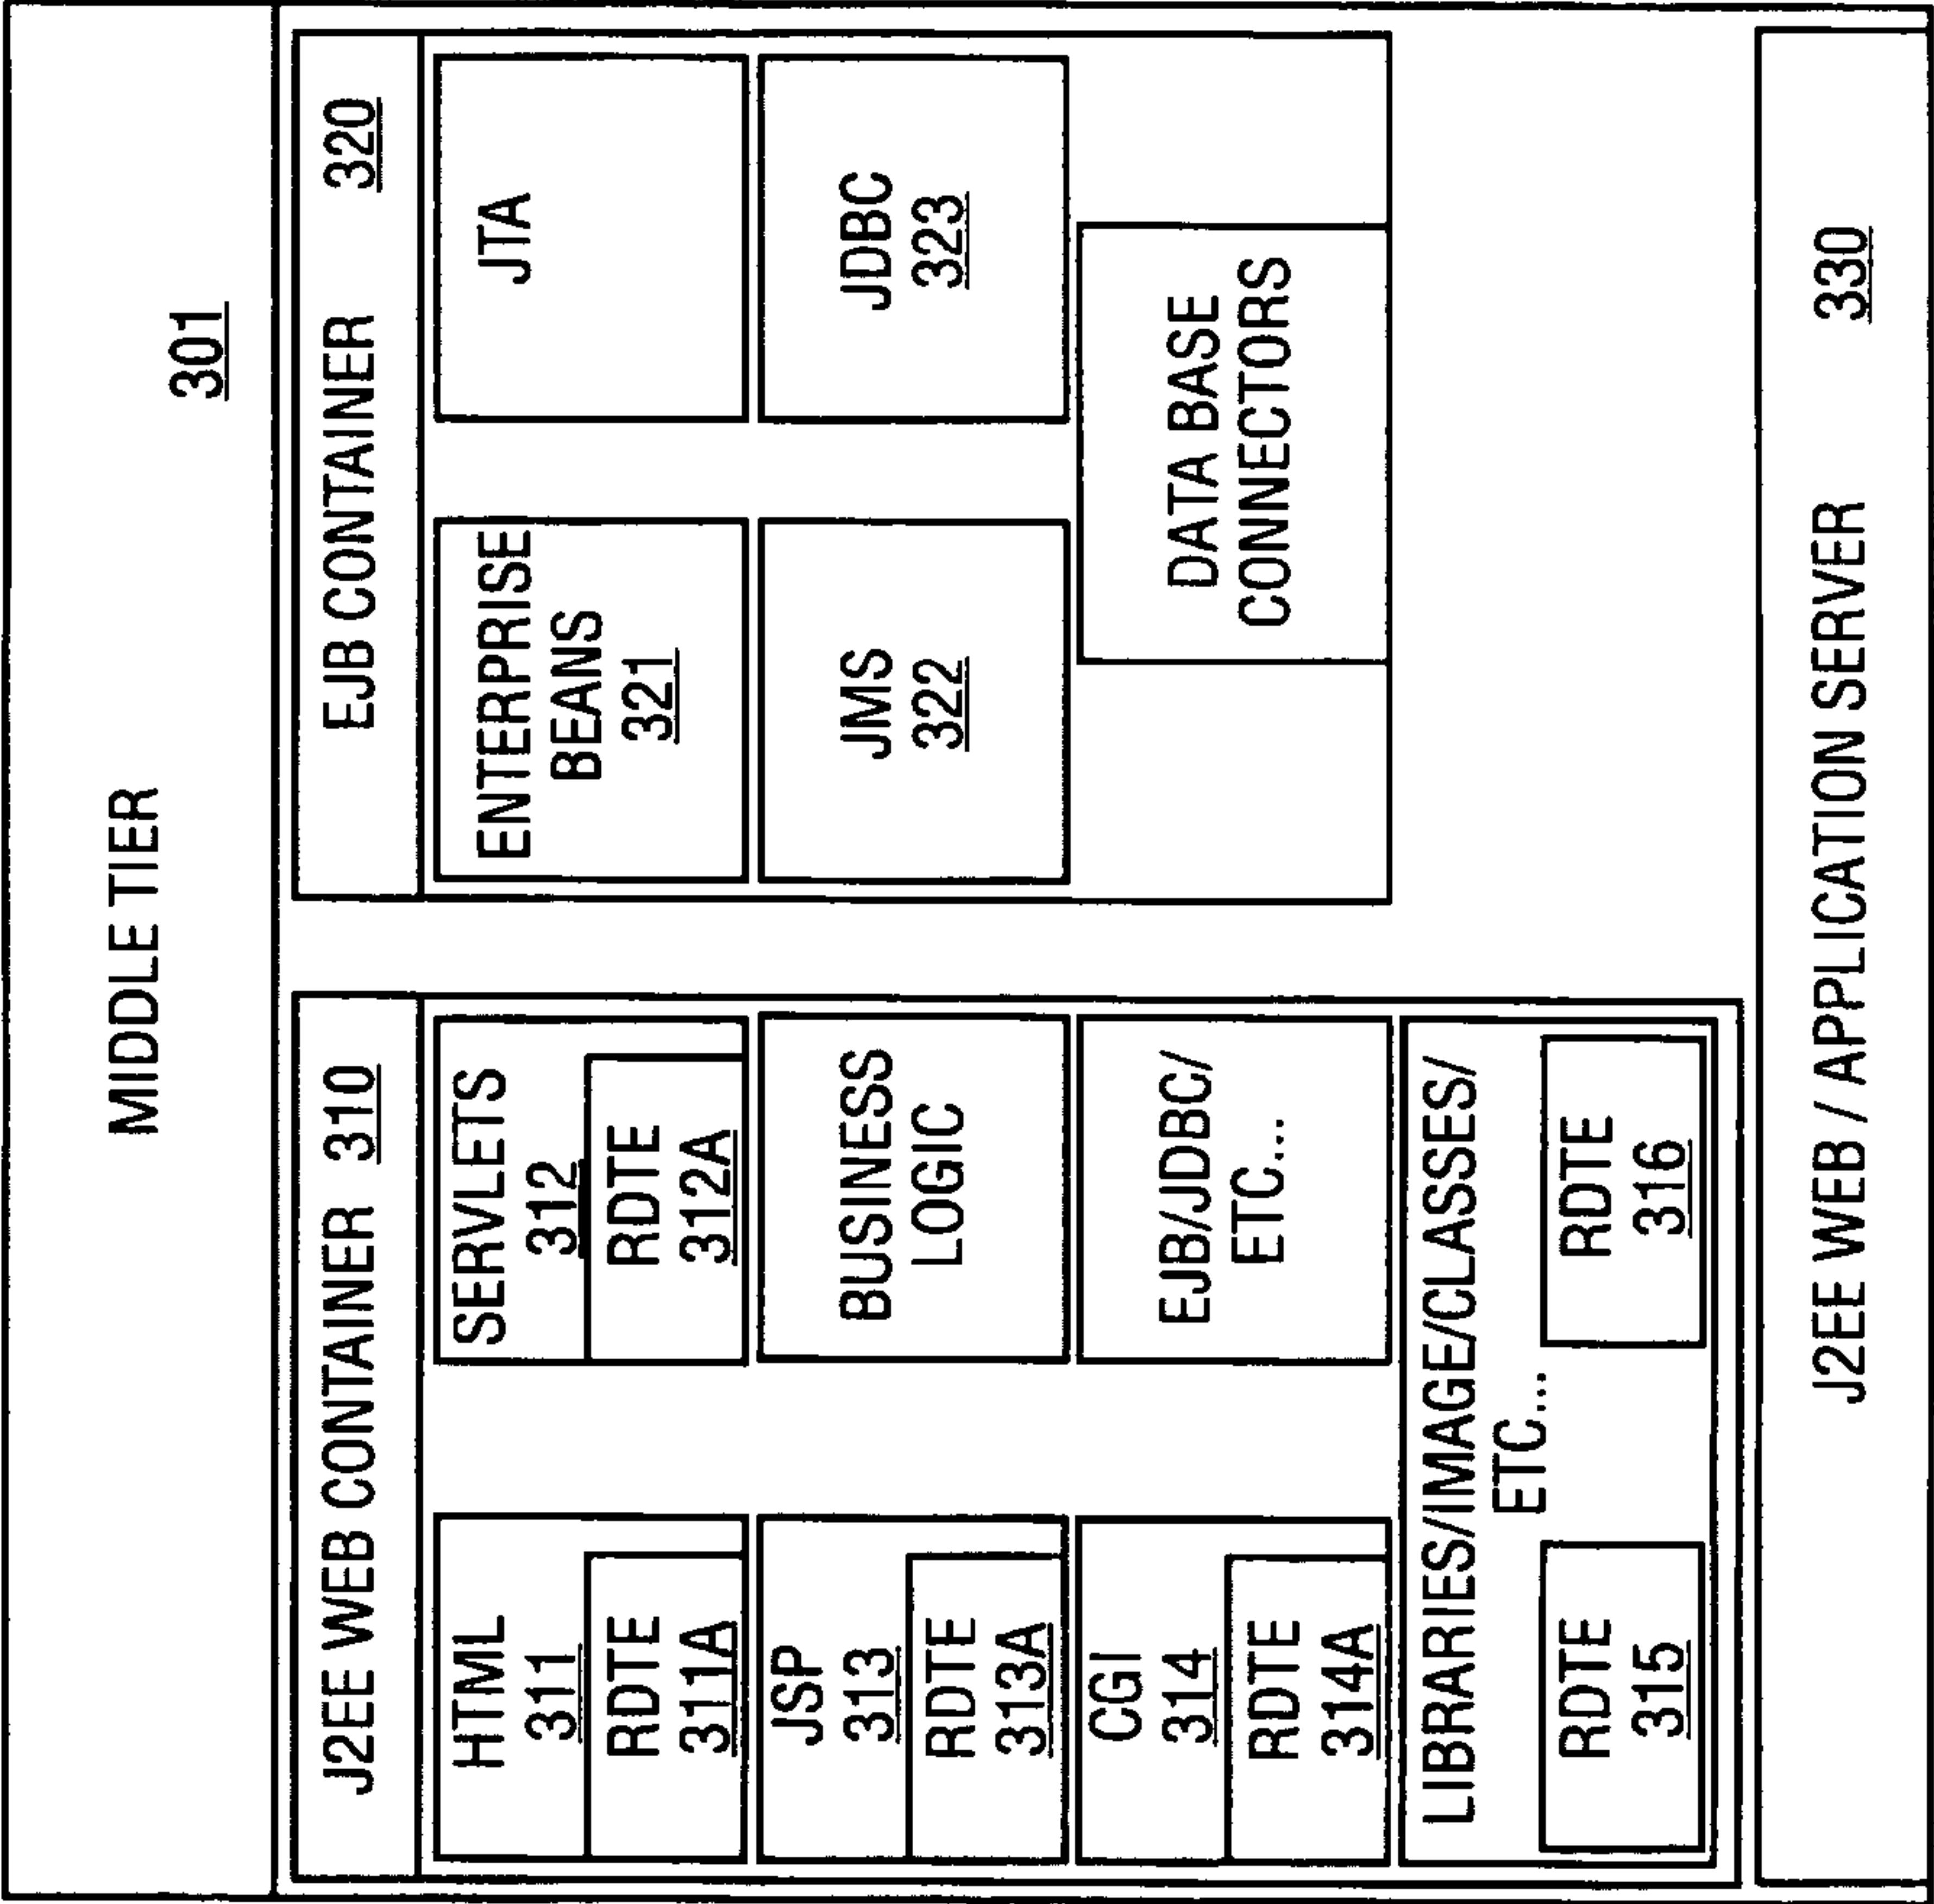 MIDDLE TIER
301
J2EE WEB CONTAINER 310
HTML
311
RDTE
311A
SERVLETS
312
RDTE
312A
JSP
313
RDTE
313A
BUSINESS
LOGIC
CGI
314
RDTE
314A
EJB/JDBC/
ETC...
LIBRARIES/IMAGE/CLASSES/
ETC...
RDTE
315
RDTE
316
EJB CONTAINER 320
ENTERPRISE
BEANS
321
JTA
JMS
322
JDBC
323
DATA BASE
CONNECTORS
J2EE WEB / APPLICATION SERVER 330